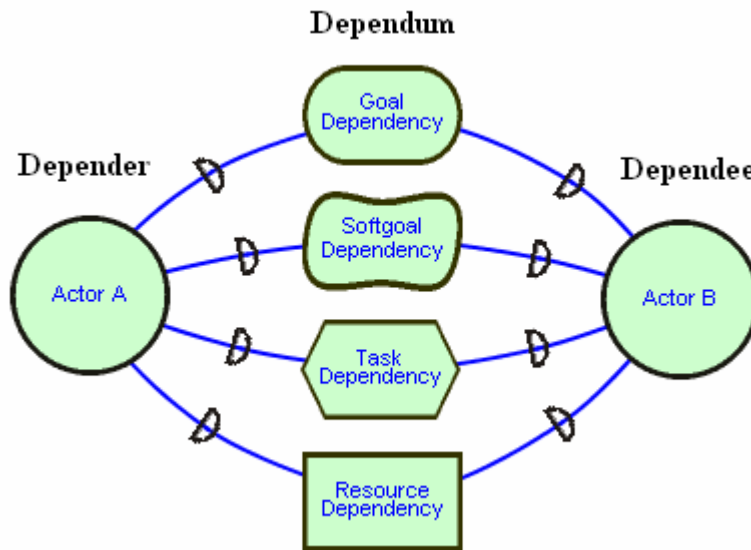 Dependum
Goal
Dependency
Depender
Dependee
Softgoal
Dependency
Actor A
Actor B
Task
Dependency
Resource
Dependency